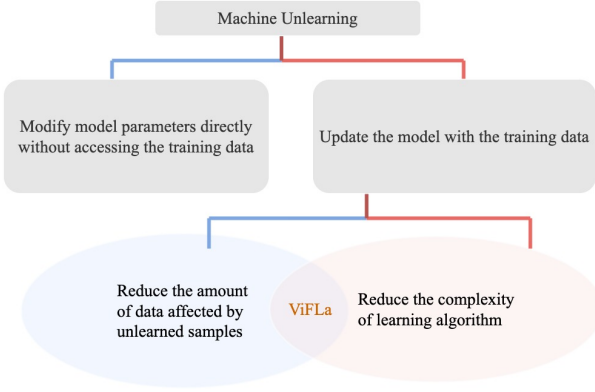 Machine Unlearning
Modify model parameters directly
without accessing the training data
Update the model with the training data
Reduce the amount
of data affected by
unlearned samples
ViFLa
Reduce the complexity
of learning algorithm